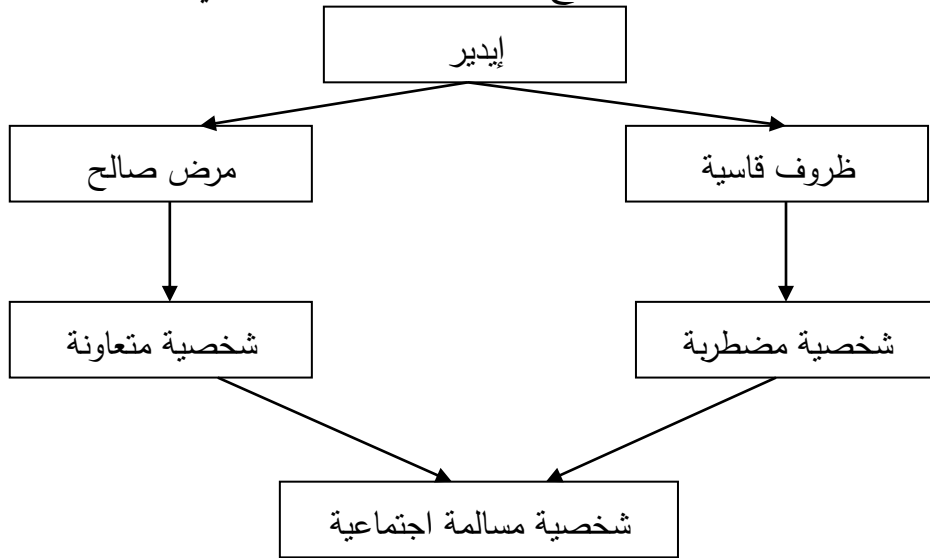 إيدير
ظروف قاسية
مرض صالح
شخصية مضطربة
شخصية متعاونة
شخصية مسالمة اجتماعية